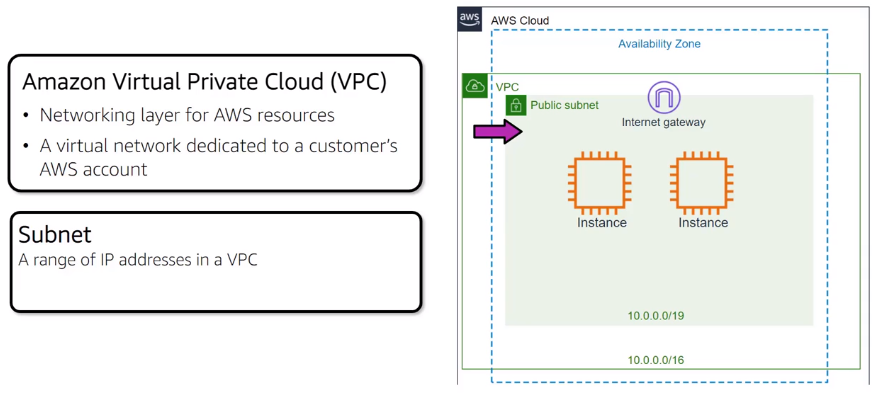 Amazon Virtual Private Cloud (VPC)
• Networking layer for AWS resources
• A virtual network dedicated to a customer's
AWS account
Subnet
A range of IP addresses in a VPC
aws
AWS Cloud
Availability Zone
VPC
Public subnet
Internet gateway
Instance
Instance
10.0.0.0/19
10.0.0.0/16